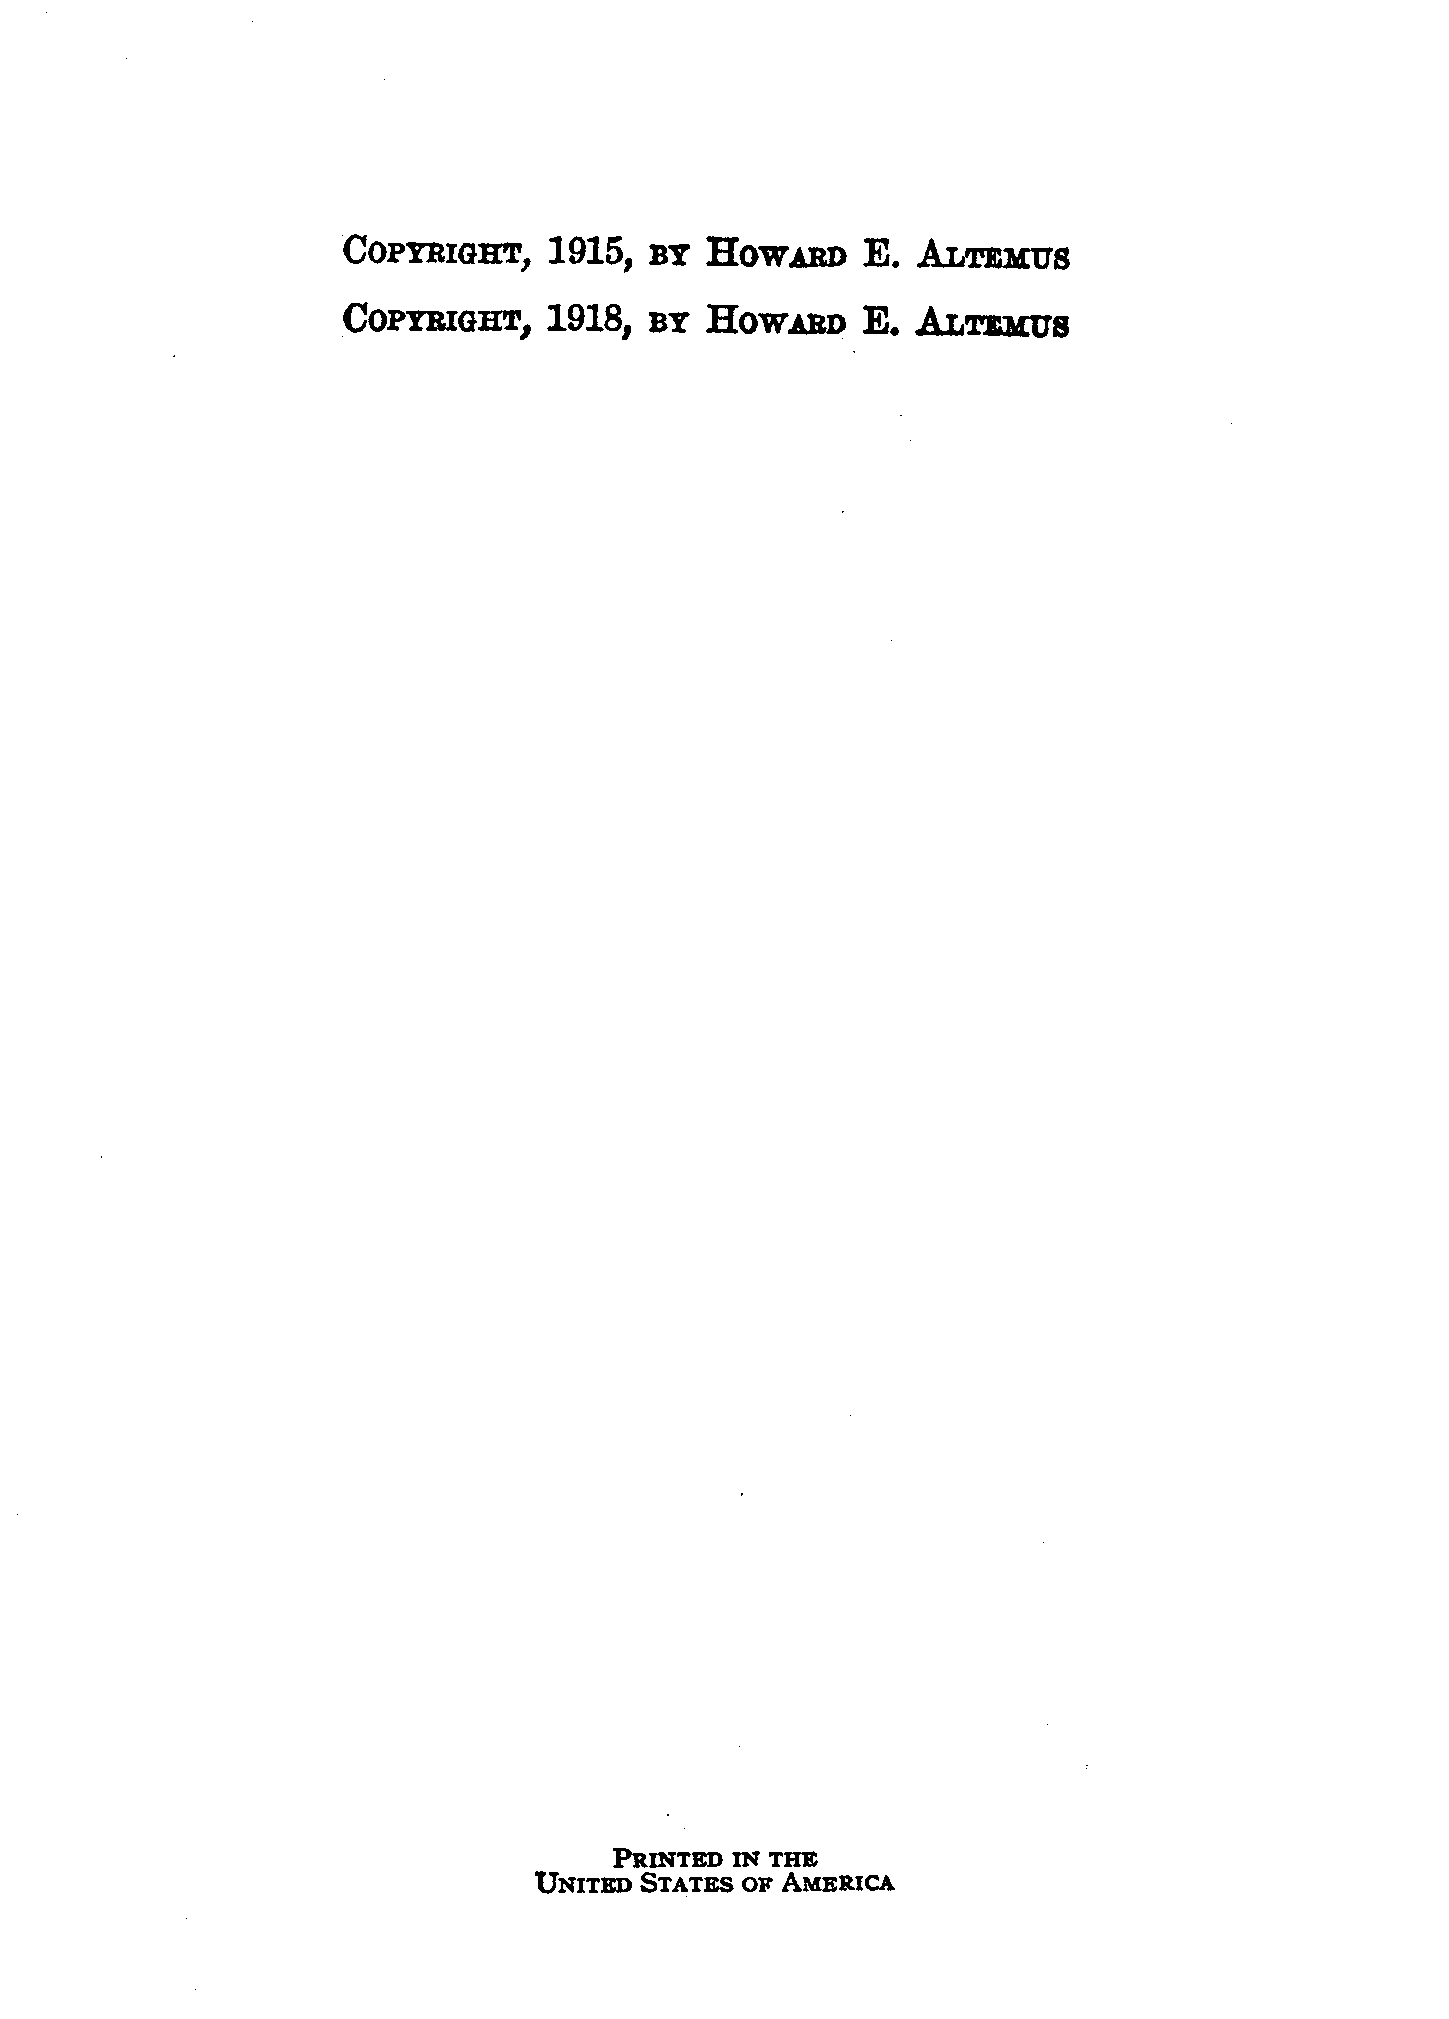 Copyright, 1915, by Howard E. Altemus
Copyright, 1918, by Howard E. Altemus
Printed in the
United States of America